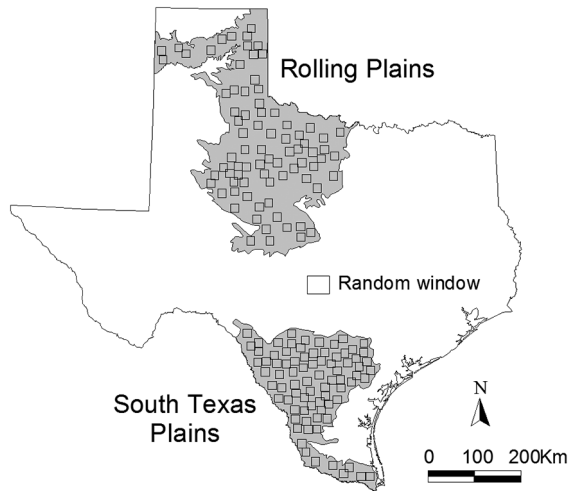 Rolling Plains
Random window
South Texas
Plains
N
0 100 200Km